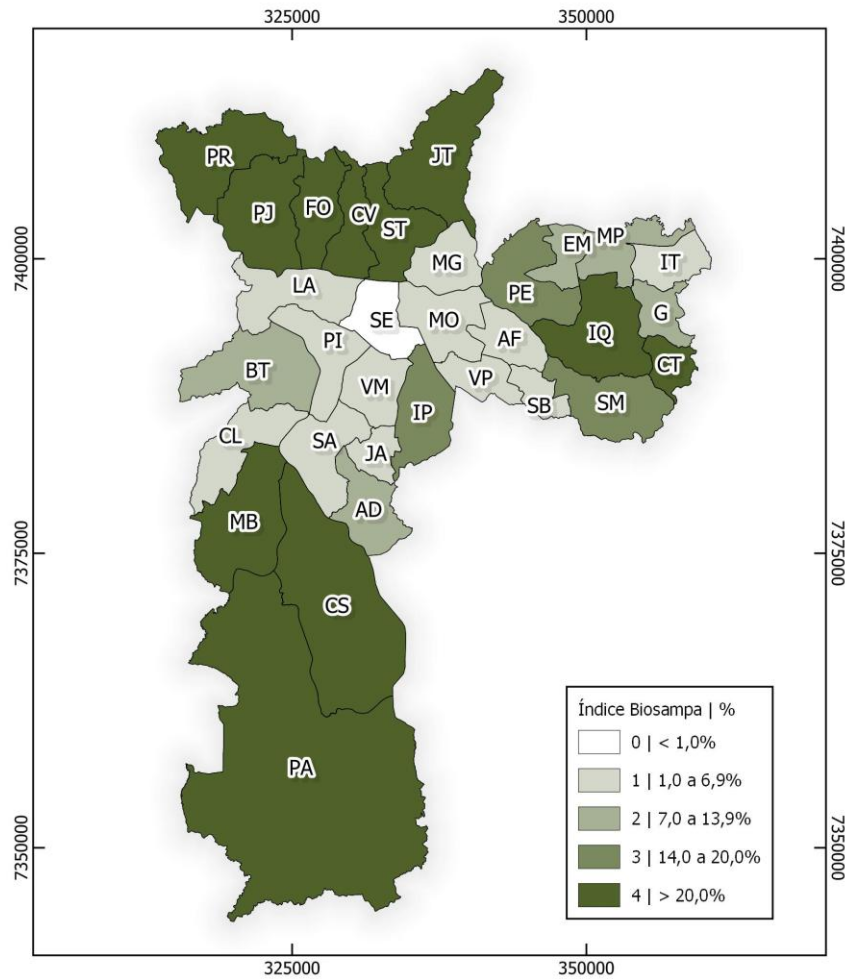 325000 350000
PR
JT
PJ FO CV ST
7400000 7400000
EM MP
MG IT
LA PE
SE MO G
PI AF IQ
BT VM VP CT
IP SB SM
CL SA JA
AD
MB
7375000 7375000
CS
PA
7350000 7350000
Índice Biosampa | %
0 | < 1,0%
1 | 1,0 a 6,9%
2 | 7,0 a 13,9%
3 | 14,0 a 20,0%
4 | > 20,0%
325000 350000